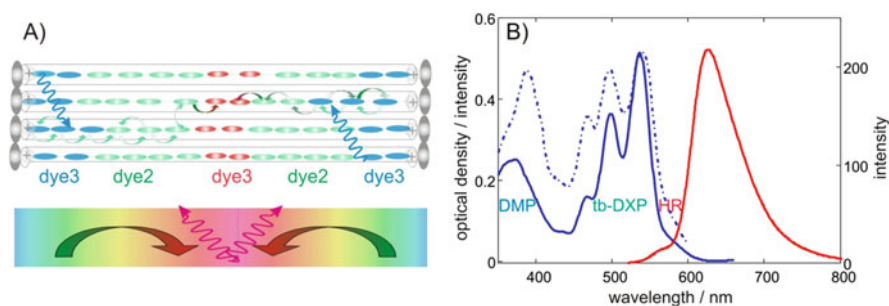 A)
+ +
+ +
+ +
+ +
dye3 dye2 dye3 dye2 dye3
B)
0.6
0.4
0.2
0
optical density / intensity
DMP tb-DXP HR
200
100
0
intensity
400 500 600 700 800
wavelength / nm